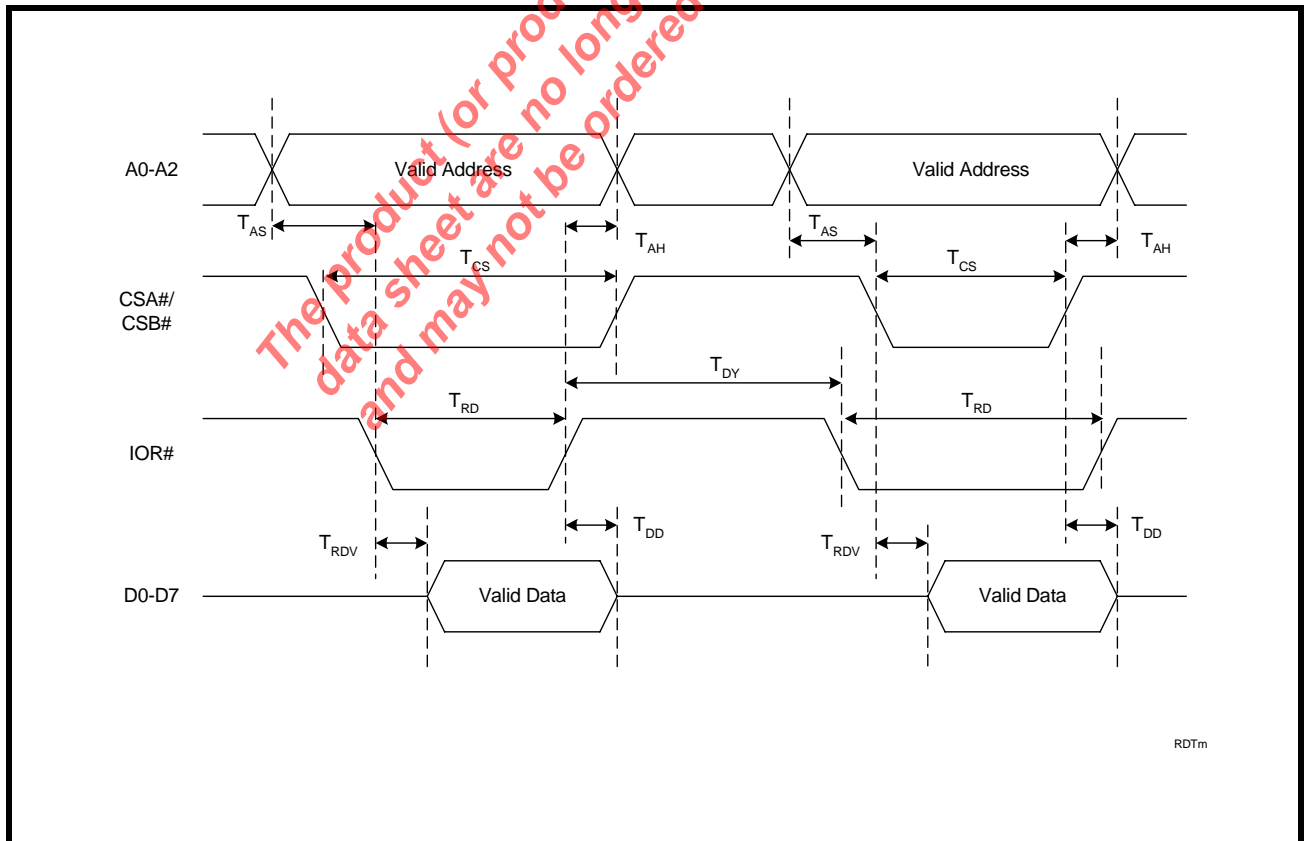 The product (or prod
data sheet are no long
and may not be ordered
A0-A2
Valid Address
Valid Address
TAS
TAH
TAS
TAH
CSA#/
CSB#
TCS
TCS
TDY
IOR#
TRD
TRD
TRDV
TDD
TRDV
TDD
D0-D7
Valid Data
Valid Data
RDTm